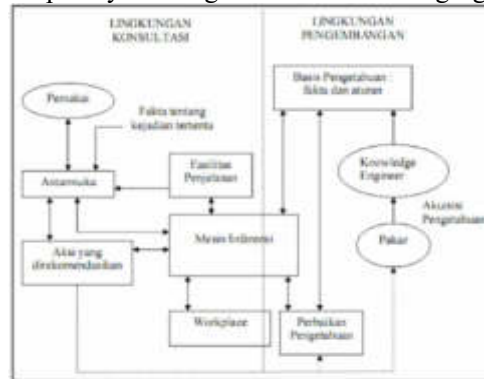 LINGKUNGAN
KONSULTASI
LINGKUNGAN
PENGEMBANGAN
Pemakai
Fakta tentang
kejadian tertentu
Basis Pengetahuan :
fakta dan aturan
Antarmuka
Fasilitas
Penjelasan
Knowledge
Engineer
Akuisisi
Pengetahuan
Aksi yang
direkomendasikan
Mesin Inferensi
Pakar
Workplace
Perbaikan
Pengetahuan